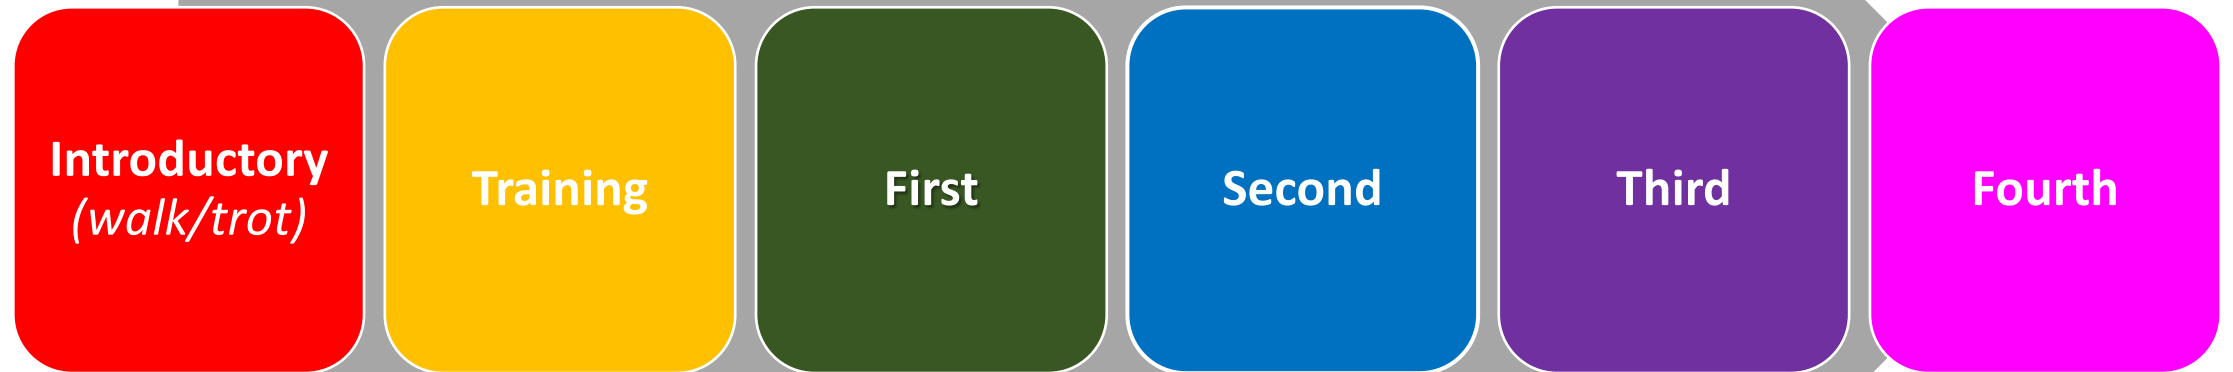 Introductory
(walk/trot)
Training
First
Second
Third
Fourth